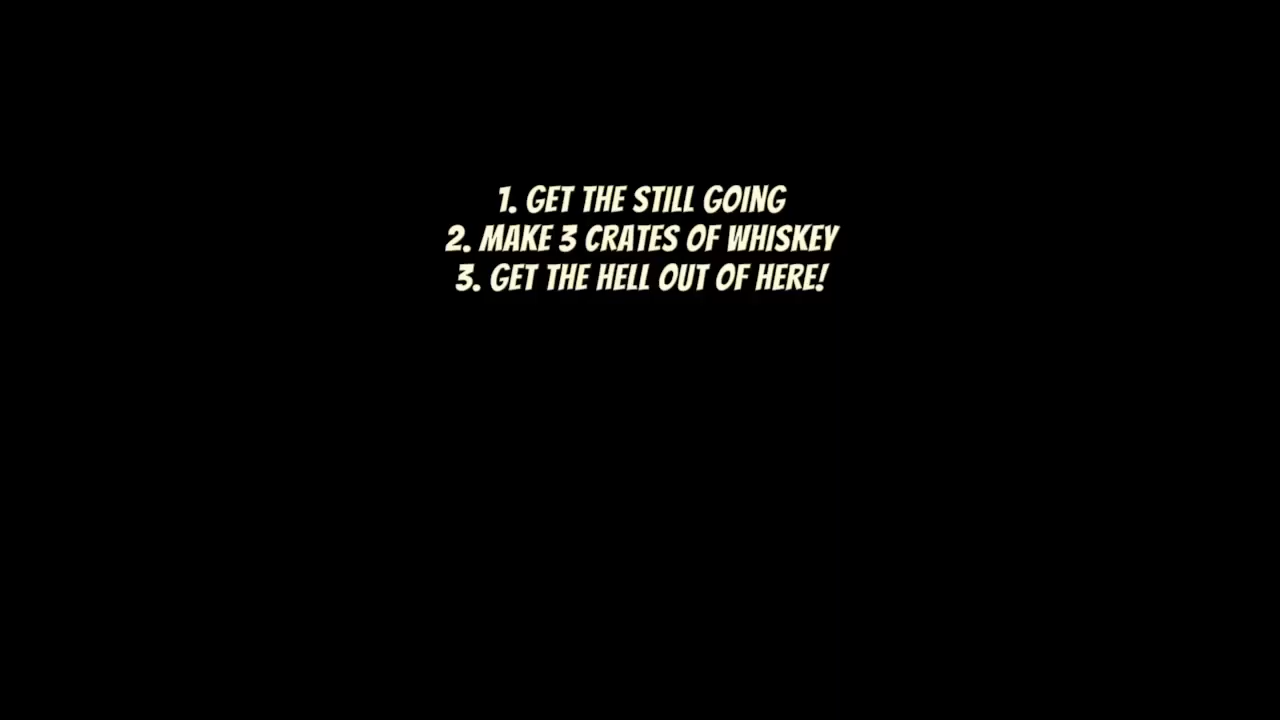 1. GET THE STILL GOING
2. MAKE 3 CRATES OF WHISKEY
3. GET THE HELL OUT OF HERE!